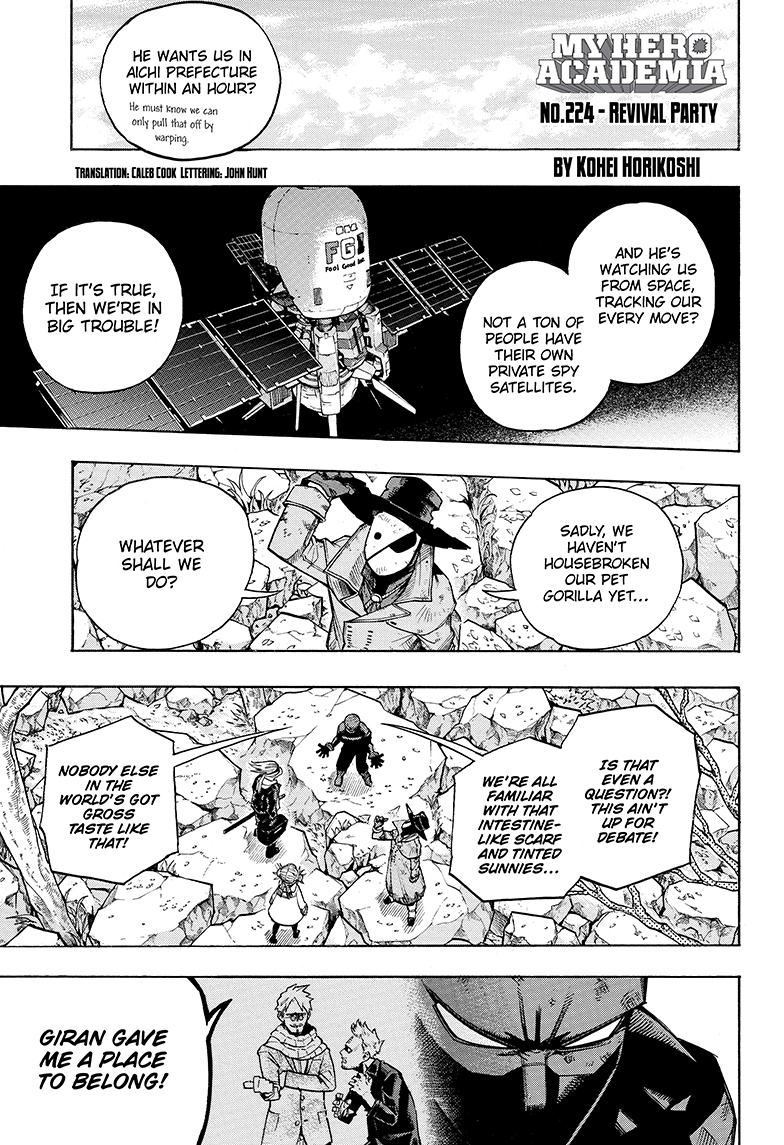 MY HERO
ACADEMIA
No.224 - Revival Party
by Kohei Horikoshi
HE WANTS US IN
AICHI PREFECTURE
WITHIN AN HOUR?
He must know we can
only pull that off by
warping.
Translation: Caleb Cook Lettering: John Hunt
AND HE'S
WATCHING US
FROM SPACE,
TRACKING OUR
EVERY MOVE?
NOT A TON OF
PEOPLE HAVE
THEIR OWN
PRIVATE SPY
SATELLITES.
FGI
Feel Good Inc.
IF IT'S TRUE,
THEN WE'RE IN
BIG TROUBLE!
SADLY, WE
HAVEN'T
HOUSEBROKEN
OUR PET
GORILLA YET...
WHATEVER
SHALL WE
DO?
IS THAT
EVEN A
QUESTION?!
THIS AIN'T
UP FOR
DEBATE!
WE'RE ALL
FAMILIAR
WITH THAT
INTESTINE-
LIKE SCARF
AND TINTED
SUNNIES...
NOBODY ELSE
IN THE
WORLD'S GOT
GROSS
TASTE LIKE
THAT!
GIRAN GAVE
ME A PLACE
TO BELONG!